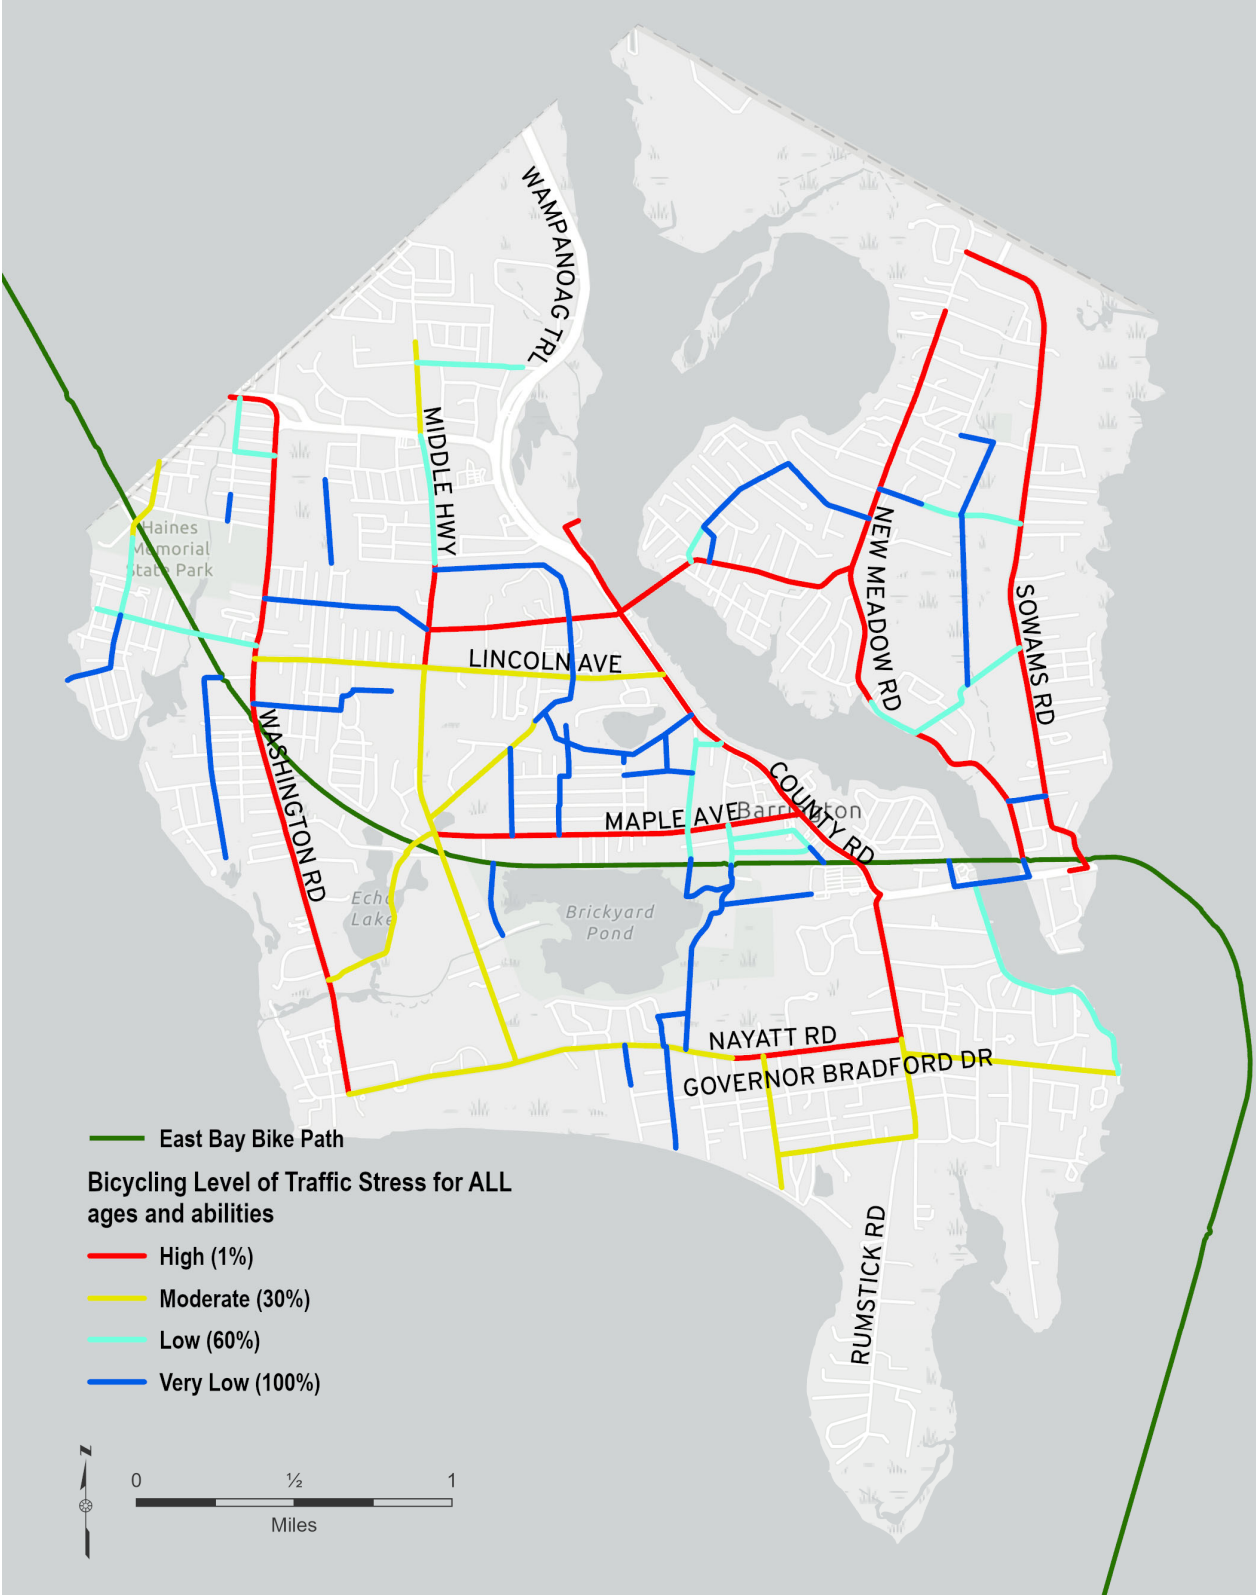 WAMPANOAG TRL
MIDDLE HWY
Haines
Memorial
State Park
NEW MEADOW RD
SOWAMS RD
LINCOLN AVE
WASHINGTON RD
COUNTY RD
MAPLE AVE
Barrington
Echo
Lake
Brickyard
Pond
NAYATT RD
GOVERNOR BRADFORD DR
RUMSTICK RD
East Bay Bike Path
Bicycling Level of Traffic Stress for ALL
ages and abilities
High (1%)
Moderate (30%)
Low (60%)
Very Low (100%)
N
0 ½ 1
Miles